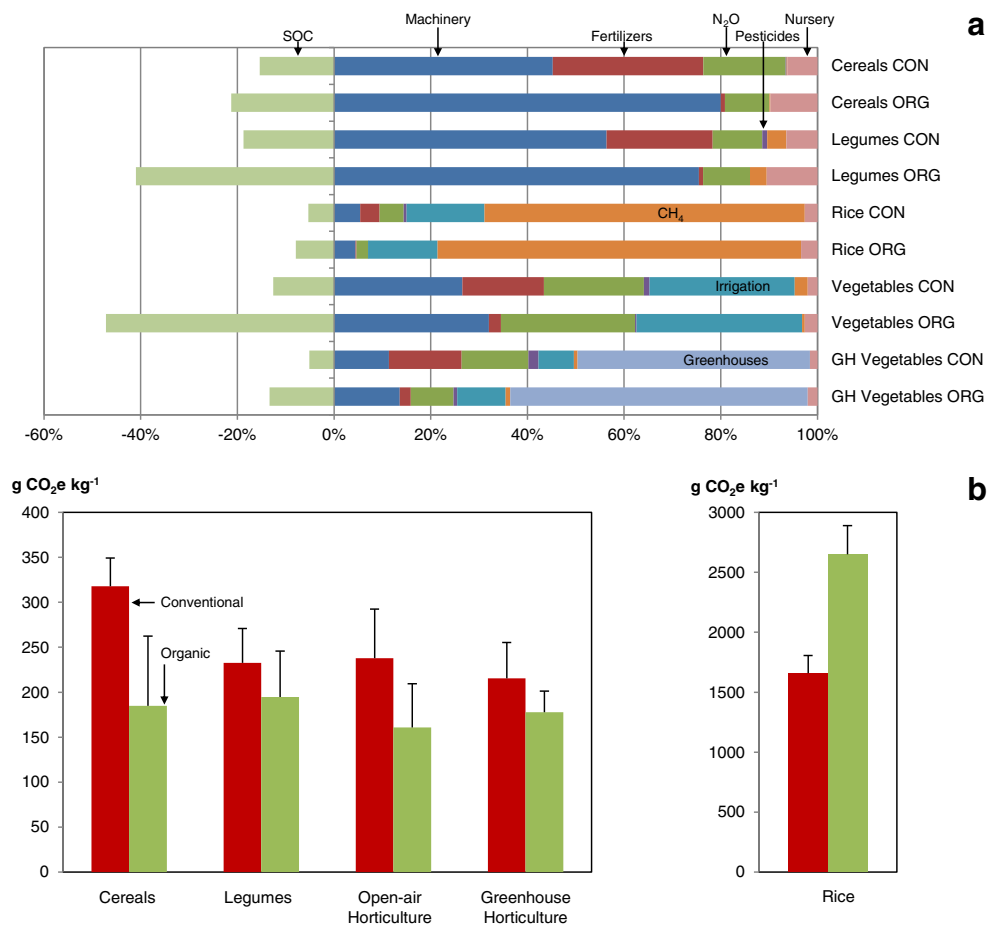 Machinery
N₂O
Nursery
a
SOC
Fertilizers
Pesticides
Cereals CON
Cereals ORG
Legumes CON
Legumes ORG
CH₄
Rice CON
Rice ORG
Irrigation
Vegetables CON
Vegetables ORG
Greenhouses
GH Vegetables CON
GH Vegetables ORG
-60% -40% -20% 0% 20% 40% 60% 80% 100%
g CO₂e kg⁻¹
g CO₂e kg⁻¹
b
400
350
300
250
200
150
100
50
0
Conventional
Organic
Cereals
Legumes
Open-air
Horticulture
Greenhouse
Horticulture
3000
2500
2000
1500
1000
500
0
Rice